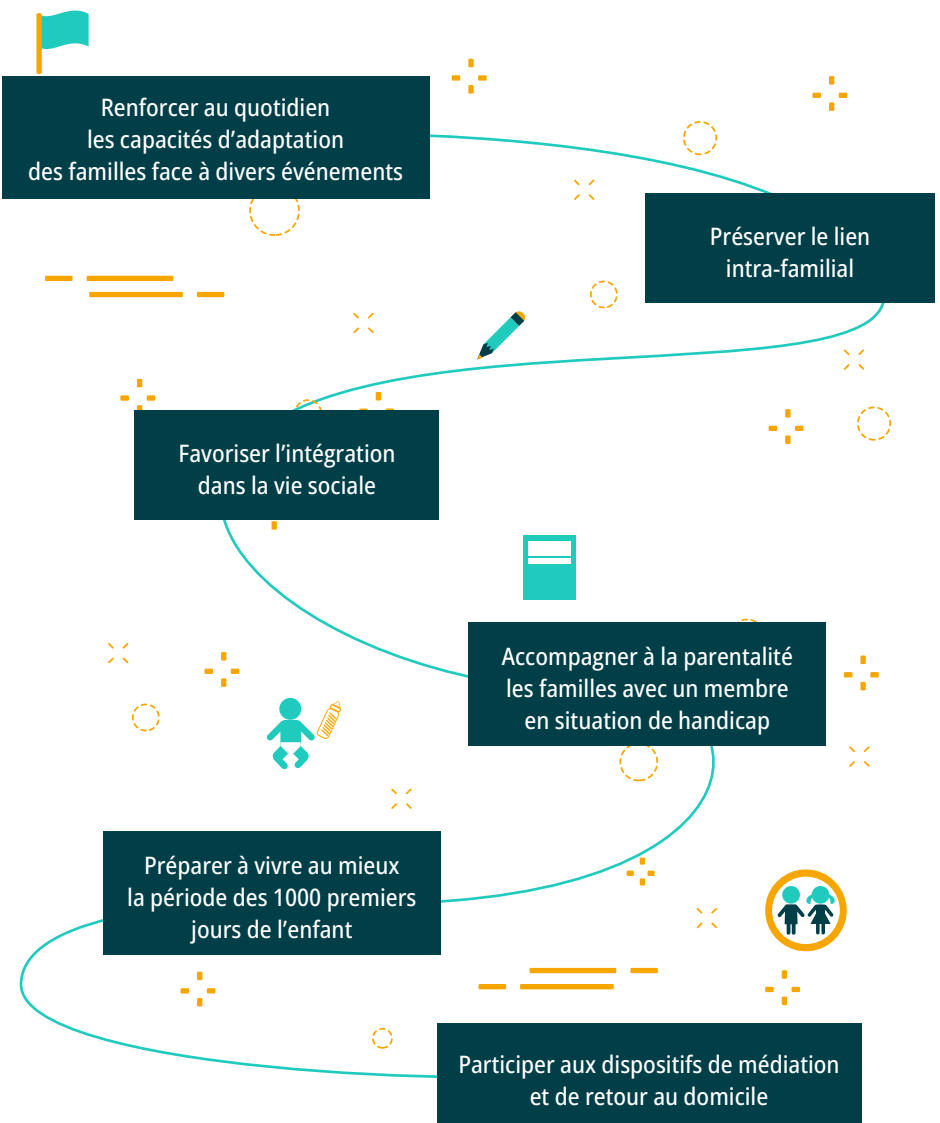 Renforcer au quotidien
les capacités d’adaptation
des familles face à divers événements
Préserver le lien
intra-familial
Favoriser l’intégration
dans la vie sociale
Accompagner à la parentalité
les familles avec un membre
en situation de handicap
Préparer à vivre au mieux
la période des 1000 premiers
jours de l’enfant
Participer aux dispositifs de médiation
et de retour au domicile